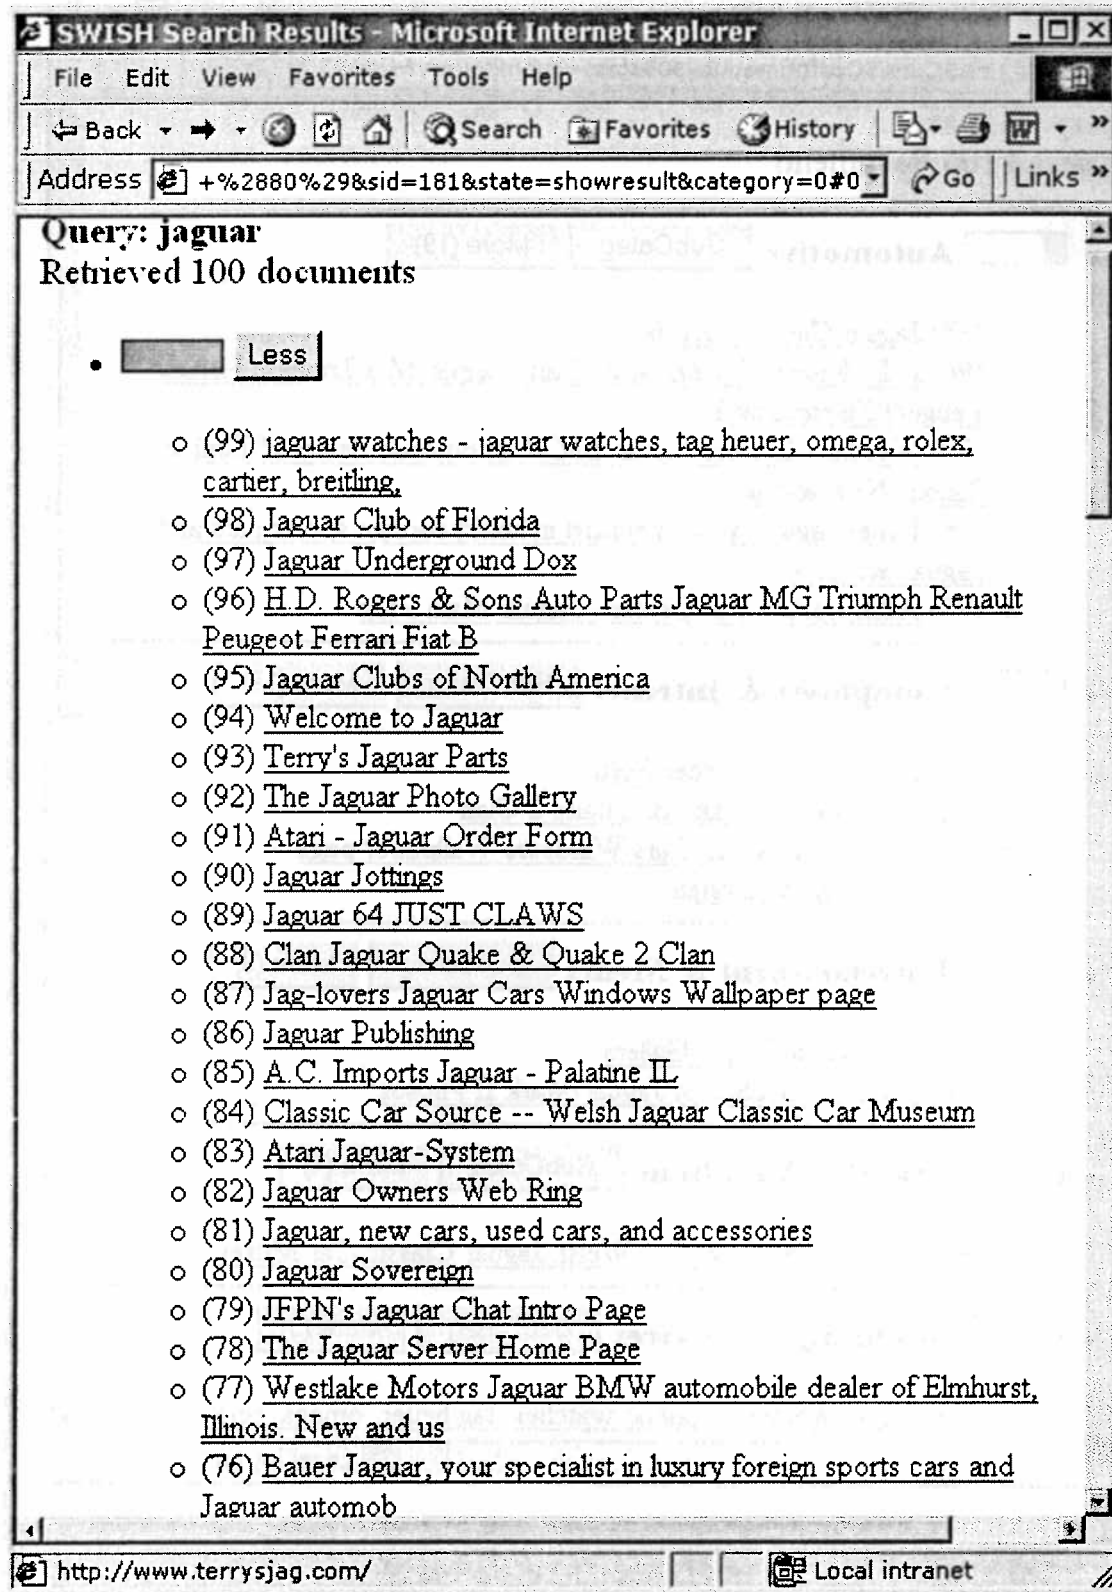 SWISH Search Results - Microsoft Internet Explorer
File Edit View Favorites Tools Help
Back Search Favorites History »
Address +%2880%29&sid=181&state=showresult&category=0#0 Go Links »
Query: jaguar
Retrieved 100 documents
Less
(99) jaguar watches - jaguar watches, tag heuer, omega, rolex,
cartier, breitling,
(98) Jaguar Club of Florida
(97) Jaguar Underground Dox
(96) H.D. Rogers & Sons Auto Parts Jaguar MG Triumph Renault
Peugeot Ferrari Fiat B
(95) Jaguar Clubs of North America
(94) Welcome to Jaguar
(93) Terry's Jaguar Parts
(92) The Jaguar Photo Gallery
(91) Atari - Jaguar Order Form
(90) Jaguar Jottings
(89) Jaguar 64 JUST CLAWS
(88) Clan Jaguar Quake & Quake 2 Clan
(87) Jag-lovers Jaguar Cars Windows Wallpaper page
(86) Jaguar Publishing
(85) A.C. Imports Jaguar - Palatine IL
(84) Classic Car Source -- Welsh Jaguar Classic Car Museum
(83) Atari Jaguar-System
(82) Jaguar Owners Web Ring
(81) Jaguar, new cars, used cars, and accessories
(80) Jaguar Sovereign
(79) JFPN's Jaguar Chat Intro Page
(78) The Jaguar Server Home Page
(77) Westlake Motors Jaguar BMW automobile dealer of Elmhurst,
Illinois. New and us
(76) Bauer Jaguar, your specialist in luxury foreign sports cars and
Jaguar automob
http://www.terrysjag.com/ Local intranet